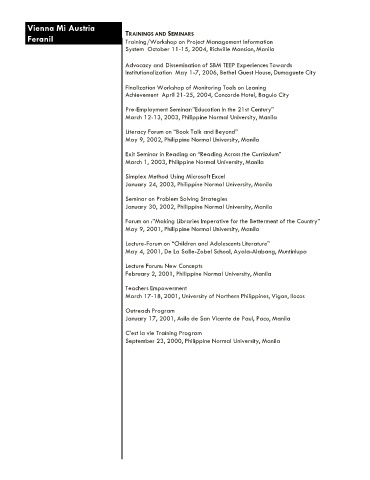 Vienna Mi Austria
Feranil
TRAININGS AND SEMINARS
Training/Workshop on Project Management Information
System October 11-15, 2004, Richville Mansion, Manila
Advocacy and Dissemination of SBM TEEP Experiences Towards
Institutionalization May 1-7, 2006, Bethel Guest House, Dumaguete City
Finalization Workshop of Monitoring Tools on Leaning
Achievement April 21-25, 2004, Concorde Hotel, Baguio City
Pre-Employment Seminar "Education in the 21st Century"
March 12-13, 2003, Philippine Normal University, Manila
Literacy Forum on "Book Talk and Beyond"
May 9, 2002, Philippine Normal University, Manila
Exit Seminar in Reading on "Reading Across the Curriculum"
March 1, 2003, Philippine Normal University, Manila
Simplex Method Using Microsoft Excel
January 24, 2003, Philippine Normal University, Manila
Seminar on Problem Solving Strategies
January 30, 2002, Philippine Normal University, Manila
Forum on :"Making Libraries Imperative for the Betterment of the Country"
May 9, 2001, Philippine Normal University, Manila
Lecture-Forum on "Children and Adolescents Literature"
May 4, 2001, De La Salle-Zobel School, Ayala-Alabang, Muntinlupa
Lecture Forum: New Concepts
February 2, 2001, Philippine Normal University, Manila
Teachers Empowerment
March 17-18, 2001, University of Northern Philippines, Vigan, Ilocos
Outreach Program
January 17, 2001, Asilo de San Vicente de Paul, Paco, Manila
C'est la vie Training Program
September 23, 2000, Philippine Normal University, Manila